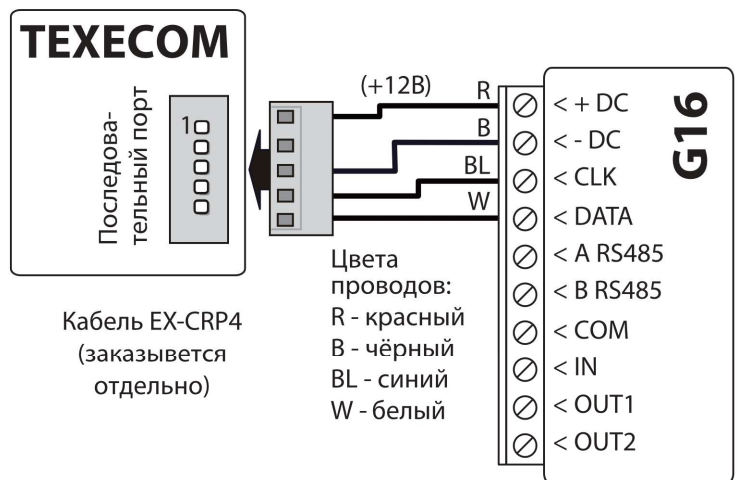 TEXECOM
Последова-
тельный порт
1
(+12В)
R
B
BL
W
< + DC
< - DC
< CLK
< DATA
< A RS485
< B RS485
< COM
< IN
< OUT1
< OUT2
G16
Цвета
проводов:
R - красный
B - чёрный
BL - синий
W - белый
Кабель EX-CRP4
(заказывется
отдельно)